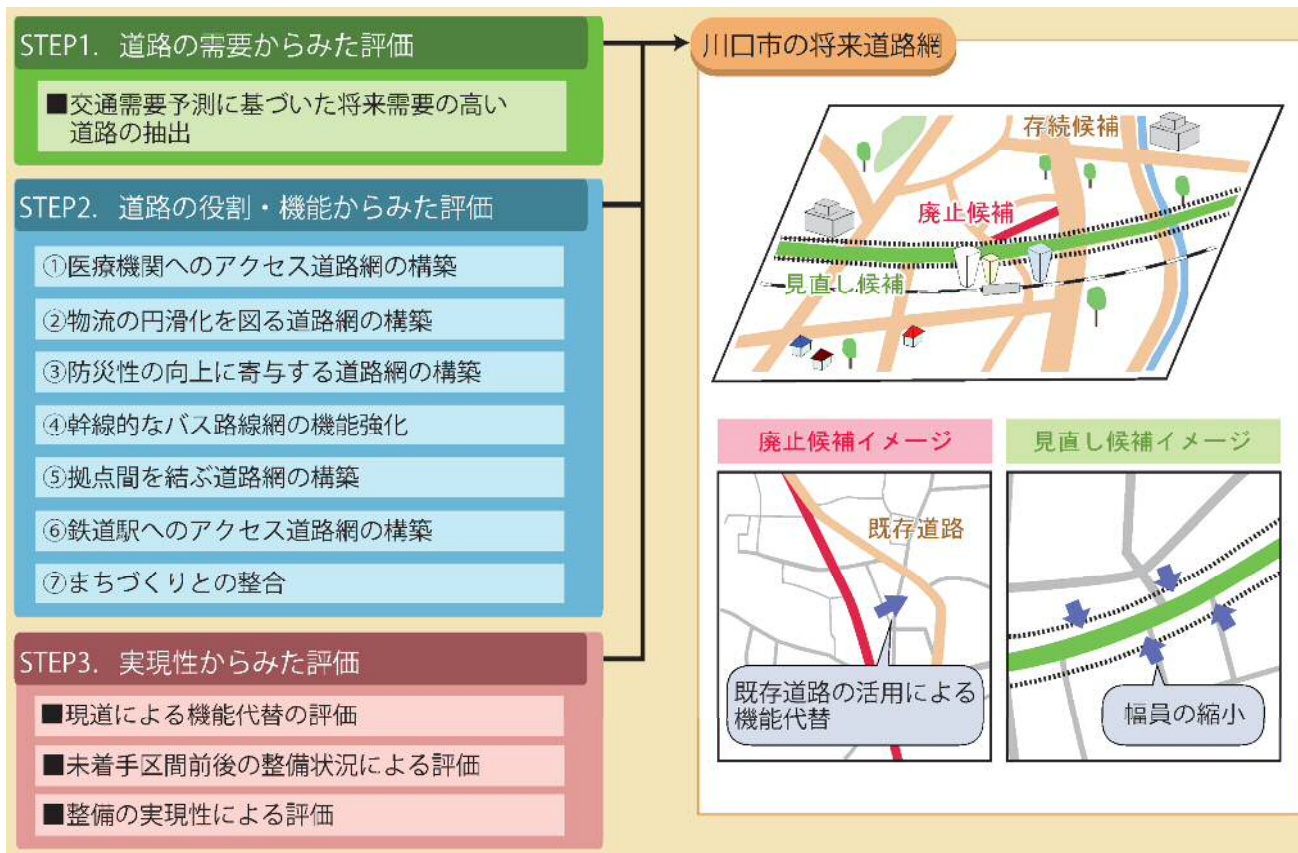 STEP1. 道路の需要からみた評価
■交通需要予測に基づいた将来需要の高い
道路の抽出
STEP2. 道路の役割・機能からみた評価
①医療機関へのアクセス道路網の構築
②物流の円滑化を図る道路網の構築
③防災性の向上に寄与する道路網の構築
④幹線的なバス路線網の機能強化
⑤拠点間を結ぶ道路網の構築
⑥鉄道駅へのアクセス道路網の構築
⑦まちづくりとの整合
STEP3. 実現性からみた評価
■現道による機能代替の評価
■未着手区間前後の整備状況による評価
■整備の実現性による評価
川口市の将来道路網
存続候補
廃止候補
見直し候補
廃止候補イメージ
既存道路
既存道路の活用による
機能代替
見直し候補イメージ
幅員の縮小